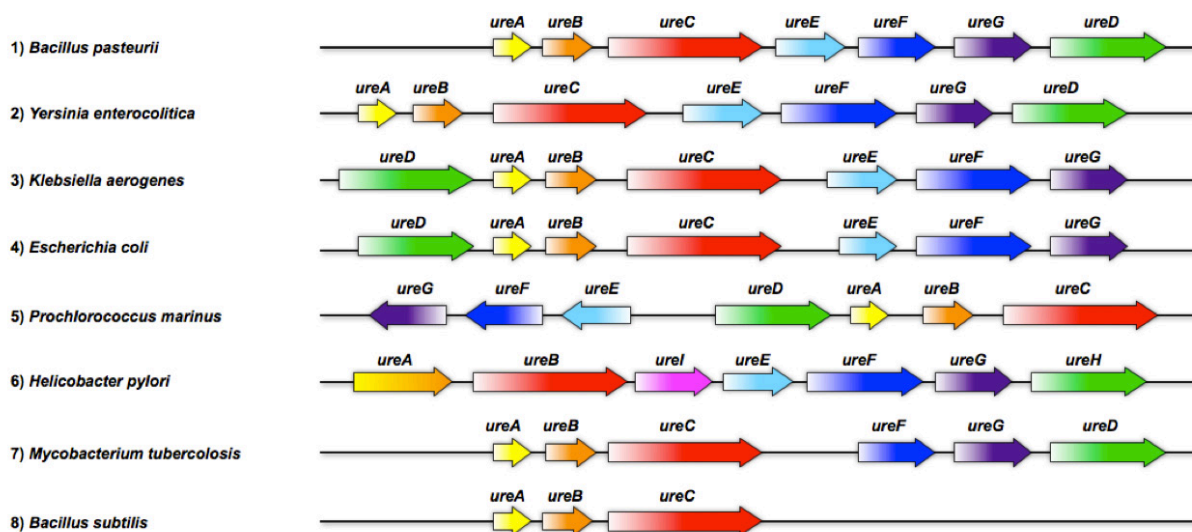 ureA ureB ureC ureE ureF ureG ureD
1) Bacillus pasteurii
ureA ureB ureC ureE ureF ureG ureD
2) Yersinia enterocolitica
ureD ureA ureB ureC ureE ureF ureG
3) Klebsiella aerogenes
ureD ureA ureB ureC ureE ureF ureG
4) Escherichia coli
ureG ureF ureE ureD ureA ureB ureC
5) Prochlorococcus marinus
ureA ureB ureI ureE ureF ureG ureH
6) Helicobacter pylori
ureA ureB ureC ureF ureG ureD
7) Mycobacterium tubercolosis
ureA ureB ureC
8) Bacillus subtilis